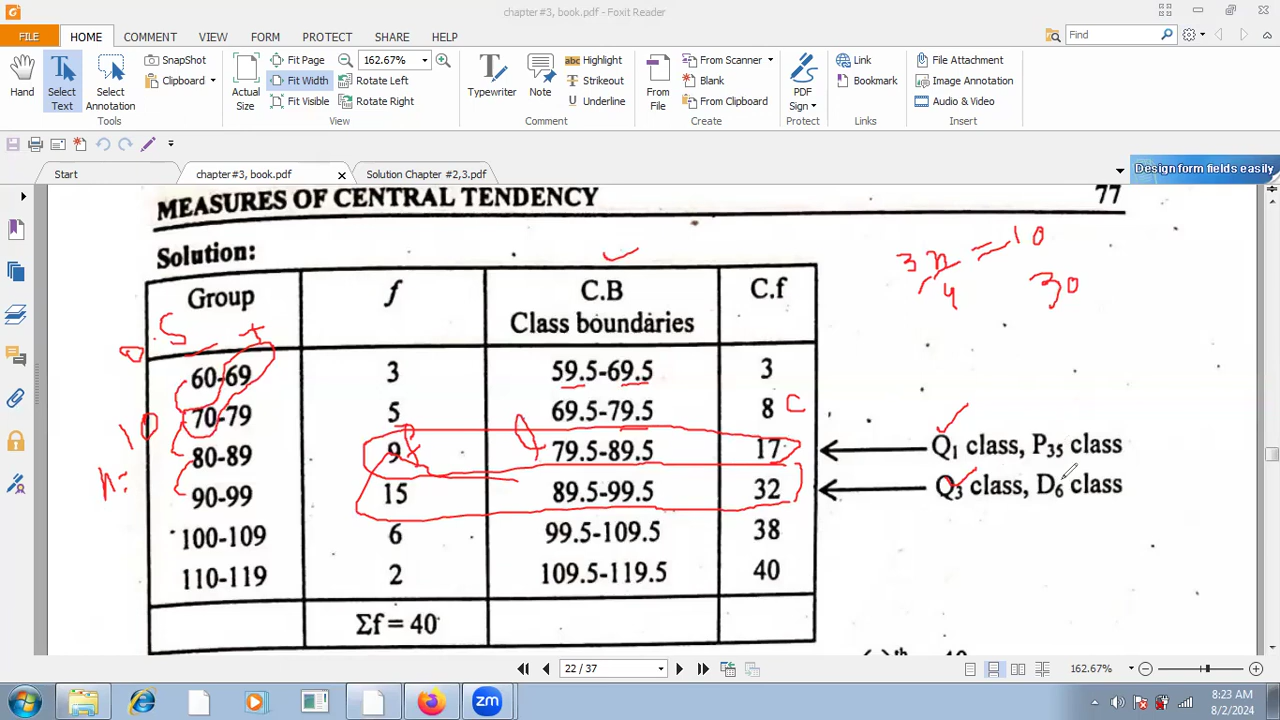 chapter#3, book.pdf - Foxit Reader
FILE HOME COMMENT VIEW FORM PROTECT SHARE HELP Find
Hand Select Text SnapShot Select Annotation Clipboard
Actual Size Fit Page Fit Width Fit Visible 162.67% Rotate Left Rotate Right
Typewriter Note Highlight Strikeout Underline
From File From Scanner Blank From Clipboard
PDF Sign Link Bookmark File Attachment Image Annotation Audio & Video
Tools View Comment Create Protect Links Insert
Start chapter#3, book.pdf Solution Chapter #2,3.pdf Design form fields easily
MEASURES OF CENTRAL TENDENCY 77
Solution:
3n/4 = 10
30
Group f C.B Class boundaries C.f
60-69 3 59.5-69.5 3
70-79 5 69.5-79.5 8 C
10 80-89 9 f 79.5-89.5 17 Q1 class, P35 class
h= 90-99 15 89.5-99.5 32 Q3 class, D6 class
100-109 6 99.5-109.5 38
110-119 2 109.5-119.5 40
Σf = 40
22 / 37 162.67%
zm 8:23 AM
8/2/2024